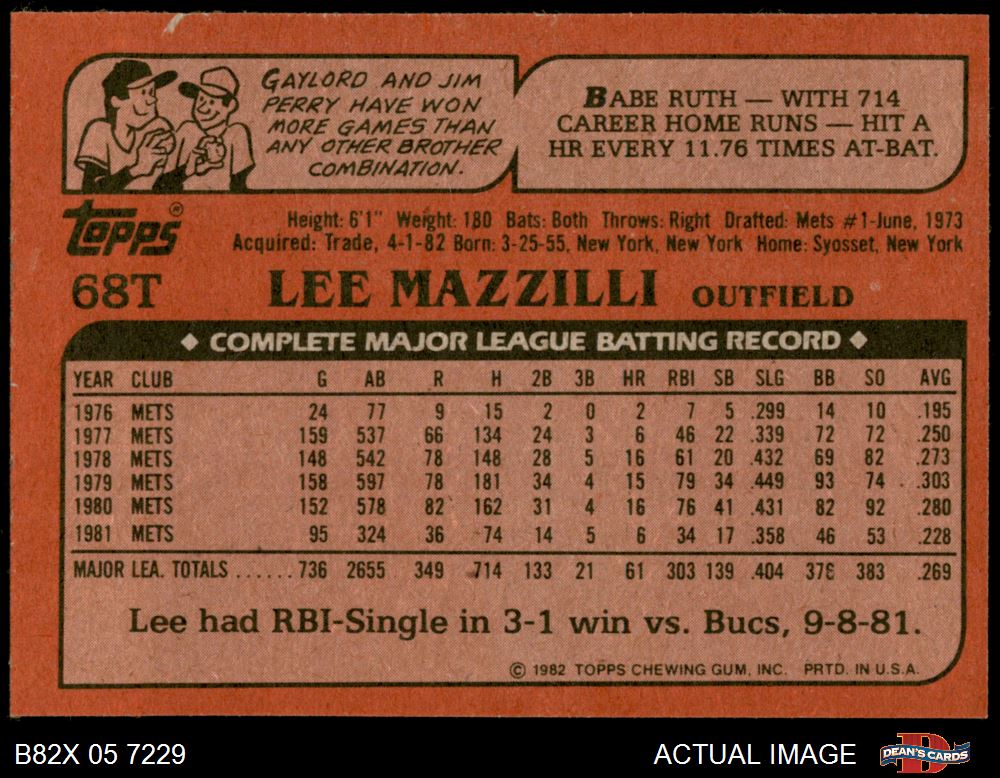 GAYLORD AND JIM
PERRY HAVE WON
MORE GAMES THAN
ANY OTHER BROTHER
COMBINATION.
BABE RUTH — WITH 714
CAREER HOME RUNS — HIT A
HR EVERY 11.76 TIMES AT-BAT.
topps®
Height: 6'1" Weight: 180 Bats: Both Throws: Right Drafted: Mets #1-June, 1973
Acquired: Trade, 4-1-82 Born: 3-25-55, New York, New York Home: Syosset, New York
68T LEE MAZZILLI OUTFIELD
◆ COMPLETE MAJOR LEAGUE BATTING RECORD ◆
YEAR CLUB G AB R H 2B 3B HR RBI SB SLG BB SO AVG
1976 METS 24 77 9 15 2 0 2 7 5 .299 14 10 .195
1977 METS 159 537 66 134 24 3 6 46 22 .339 72 72 .250
1978 METS 148 542 78 148 28 5 16 61 20 .432 69 82 .273
1979 METS 158 597 78 181 34 4 15 79 34 .449 93 74 .303
1980 METS 152 578 82 162 31 4 16 76 41 .431 82 92 .280
1981 METS 95 324 36 74 14 5 6 34 17 .358 46 53 .228
MAJOR LEA. TOTALS ...... 736 2655 349 714 133 21 61 303 139 .404 376 383 .269
Lee had RBI-Single in 3-1 win vs. Bucs, 9-8-81.
© 1982 TOPPS CHEWING GUM, INC. PRTD. IN U.S.A.
B82X 05 7229 ACTUAL IMAGE DEAN'S CARDS